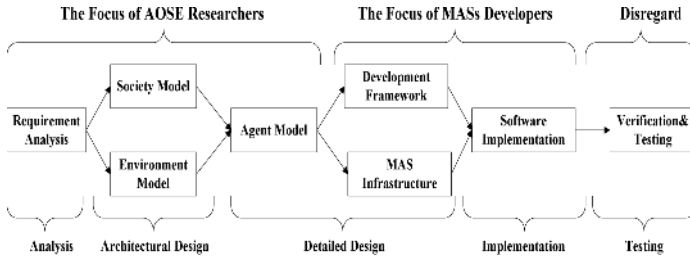 The Focus of AOSE Researchers
The Focus of MASs Developers
Disregard
Society Model
Development
Framework
Requirement
Analysis
Agent Model
Software
Implementation
Verification&
Testing
Environment
Model
MAS
Infrastructure
Analysis
Architectural Design
Detailed Design
Implementation
Testing